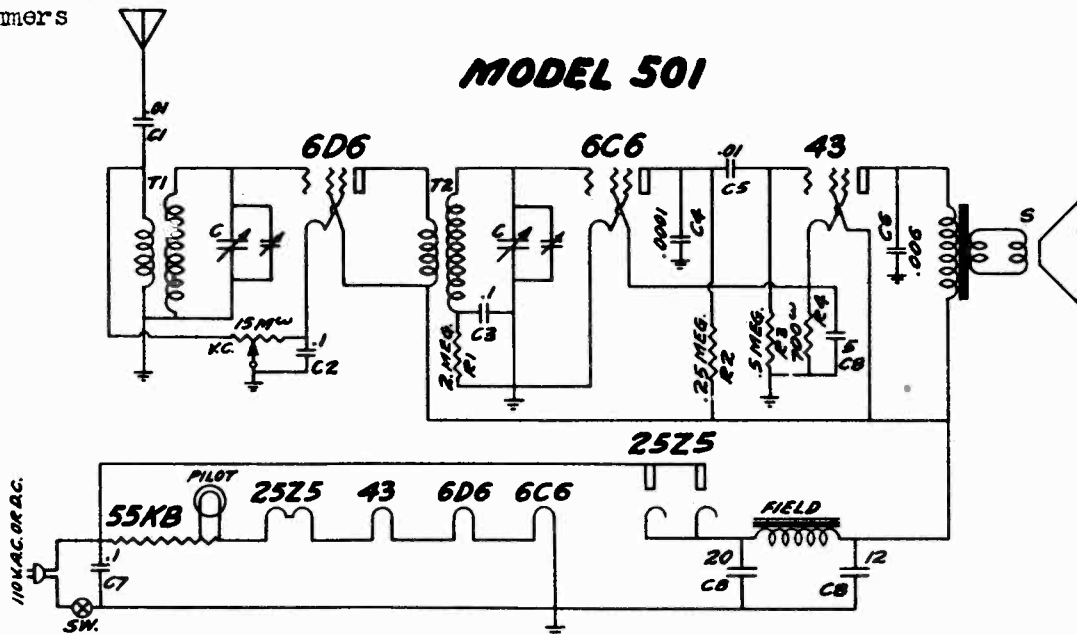 mers
MODEL 501
.01
C1
6D6
6C6
.01
C5
43
T1
C
T2
C
.0001
C4
C6
.006
S
15Mω
V.C.
.1
C2
.1
C3
2. MEG.
R1
.25 MEG.
R2
.5 MEG.
R3
700ω
R4
5
C8
25Z5
110 V. A.C. OR D.C.
55KB
PILOT
25Z5
43
6D6
6C6
FIELD
.1
C7
20
C8
12
C8
SW.